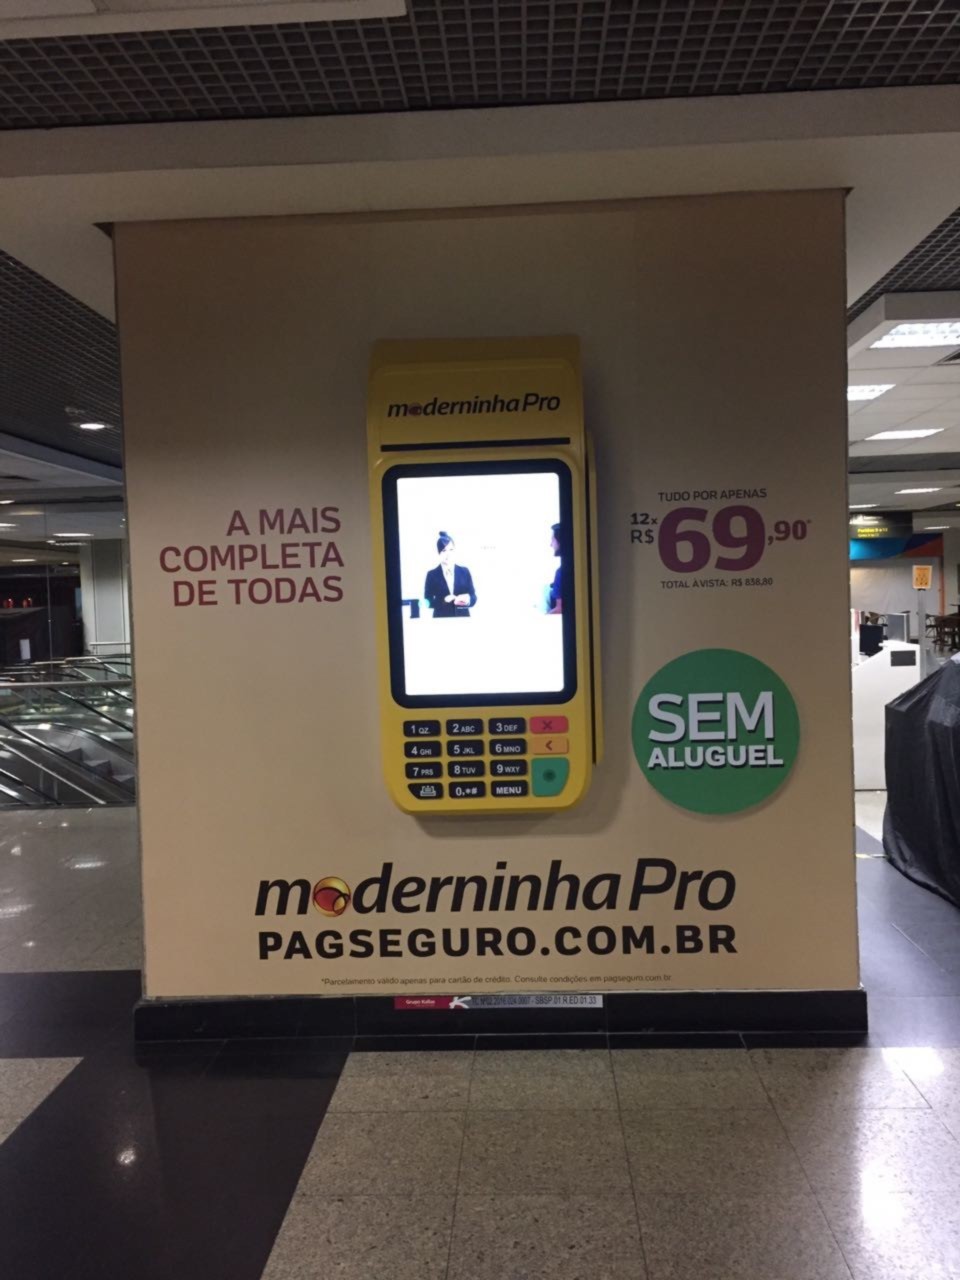 moderninha Pro
A MAIS
COMPLETA
DE TODAS
TUDO POR APENAS
12x
R$ 69,90*
TOTAL À VISTA: R$ 838,80
1 QZ. 2 ABC 3 DEF X
4 GHI 5 JKL 6 MNO <
7 PRS 8 TUV 9 WXY
0,*# MENU
SEM
ALUGUEL
moderninha Pro
PAGSEGURO.COM.BR
*Parcelamento válido apenas para cartão de crédito. Consulte condições em pagseguro.com.br
Grupo Kallas